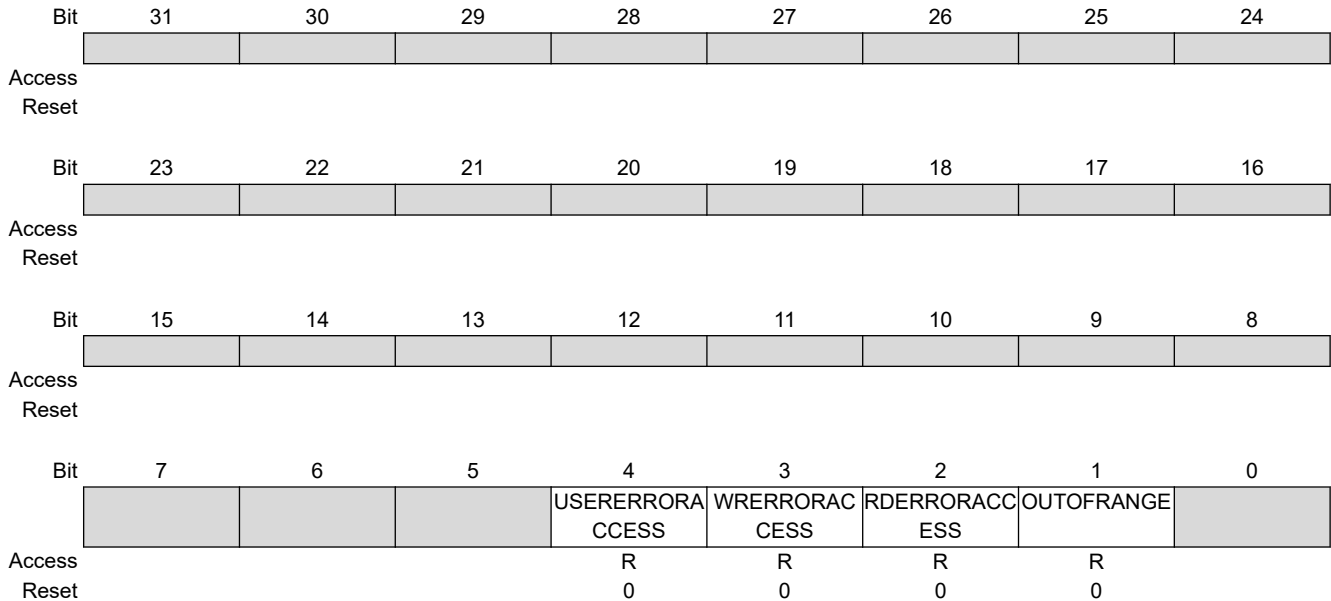 Bit 31 30 29 28 27 26 25 24
Access
Reset
Bit 23 22 21 20 19 18 17 16
Access
Reset
Bit 15 14 13 12 11 10 9 8
Access
Reset
Bit 7 6 5 4 3 2 1 0
USERERRORA WRERRORAC RDERRORACC OUTOFRANGE
CCESS CESS ESS
Access R R R R
Reset 0 0 0 0